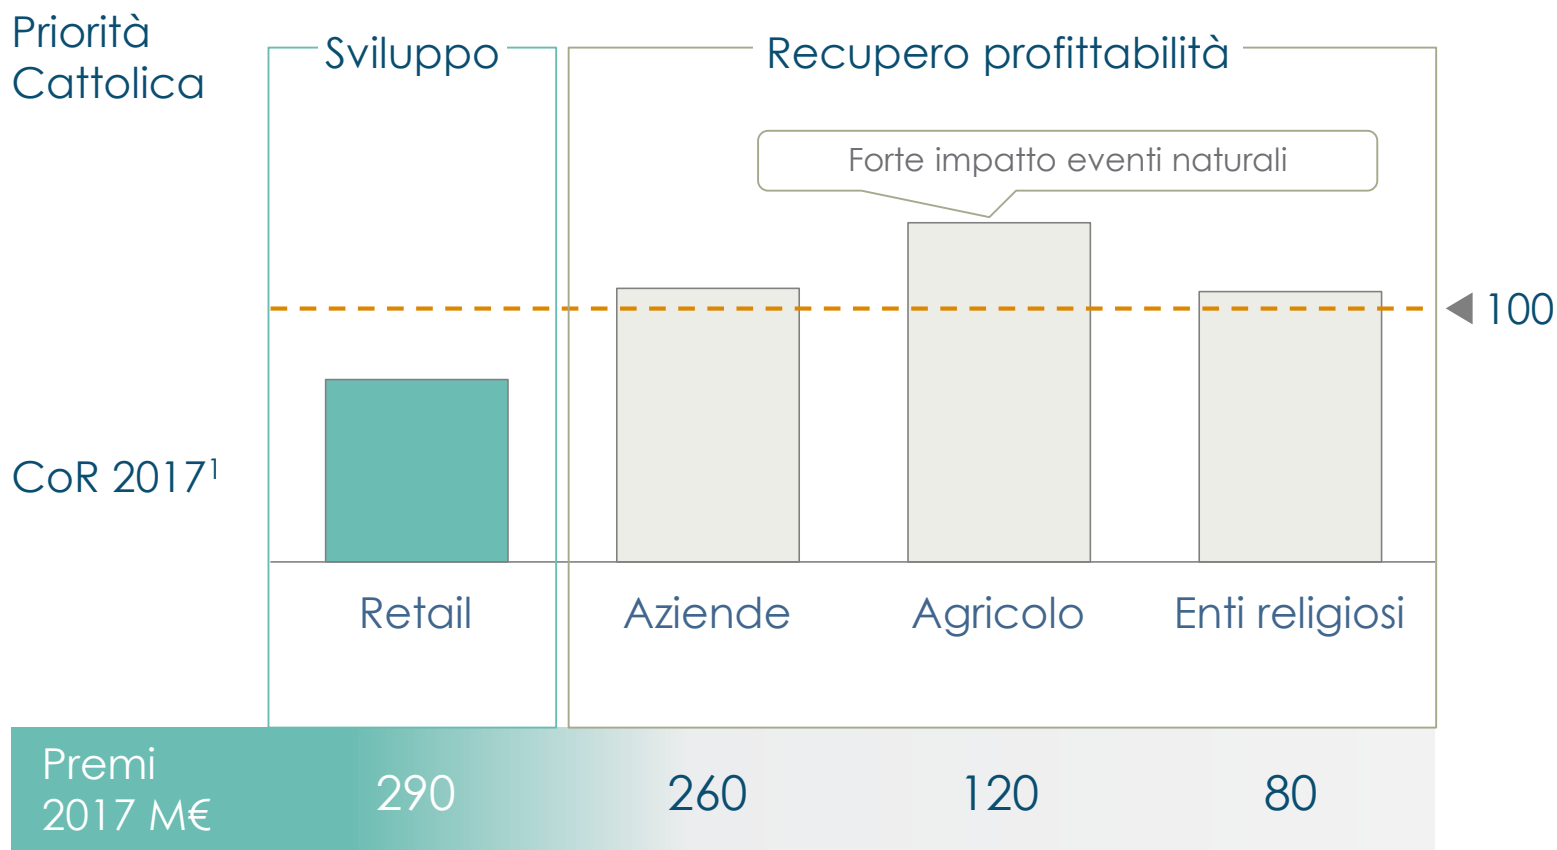 Priorità
Cattolica
Sviluppo
Recupero profittabilità
Forte impatto eventi naturali
100
CoR 2017¹
Retail
Aziende
Agricolo
Enti religiosi
Premi
2017 M€
290
260
120
80